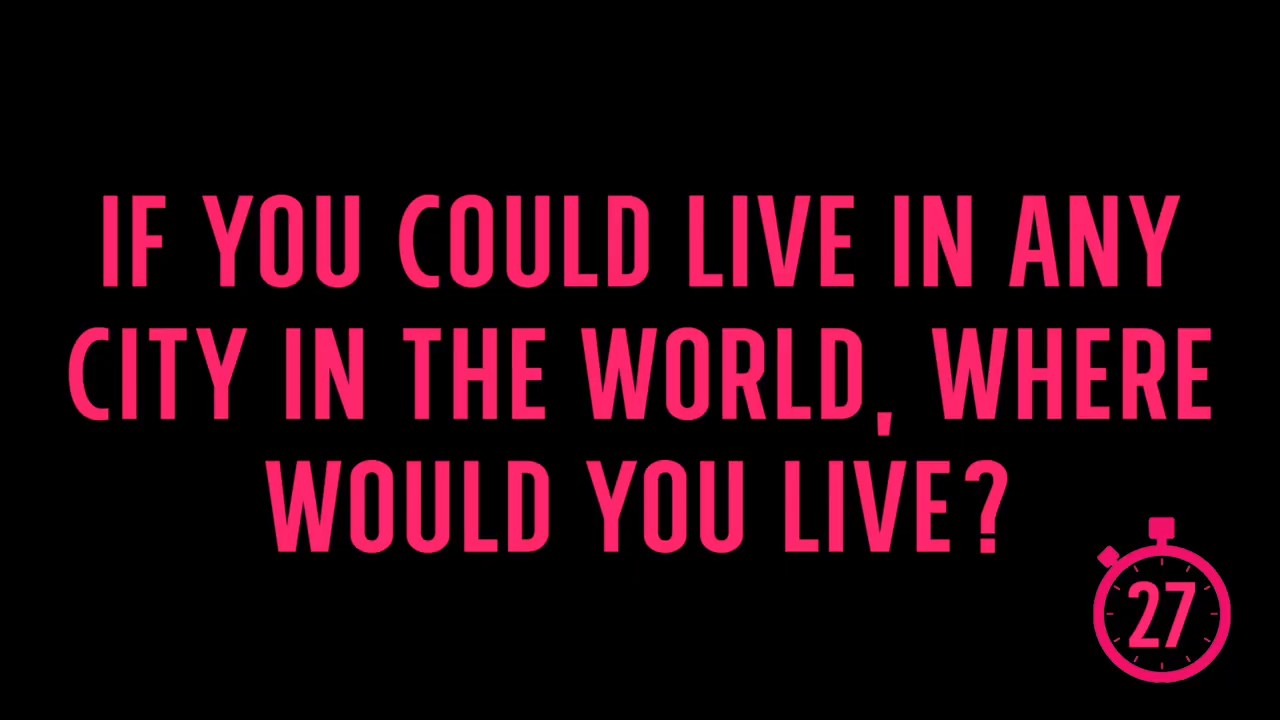 IF YOU COULD LIVE IN ANY
CITY IN THE WORLD, WHERE
WOULD YOU LIVE?
27